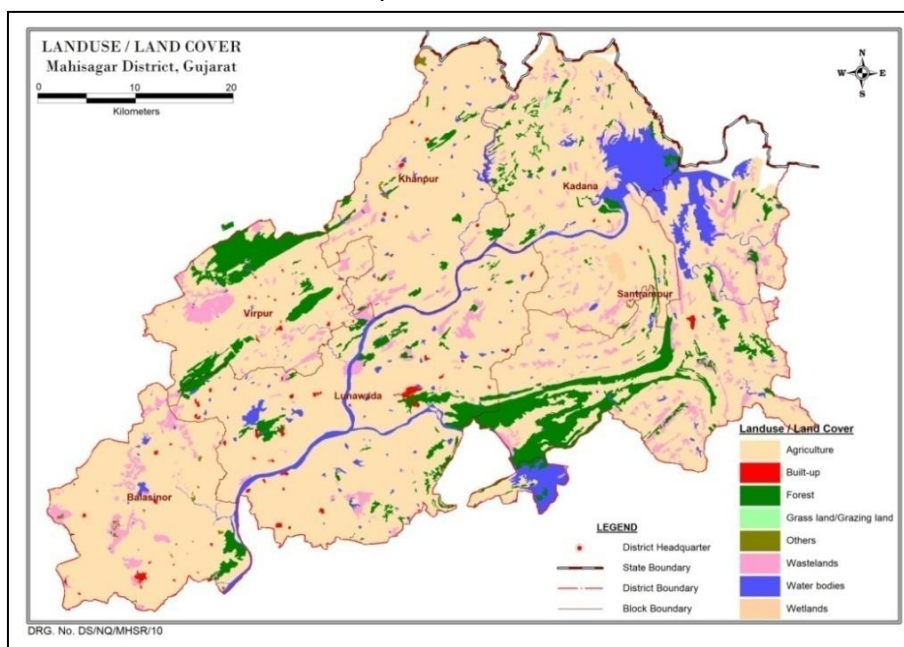 LANDUSE / LAND COVER
Mahisagar District, Gujarat
0 10 20
Kilometers
N
W E
S
Khanpur
Kadana
Santrampur
Virpur
Lunawada
Balasinor
Landuse / Land Cover
Agriculture
Built-up
Forest
Grass land/Grazing land
Others
Wastelands
Water bodies
Wetlands
LEGEND
District Headquarter
State Boundary
District Boundary
Block Boundary
DRG. No. DS/NQ/MHSR/10